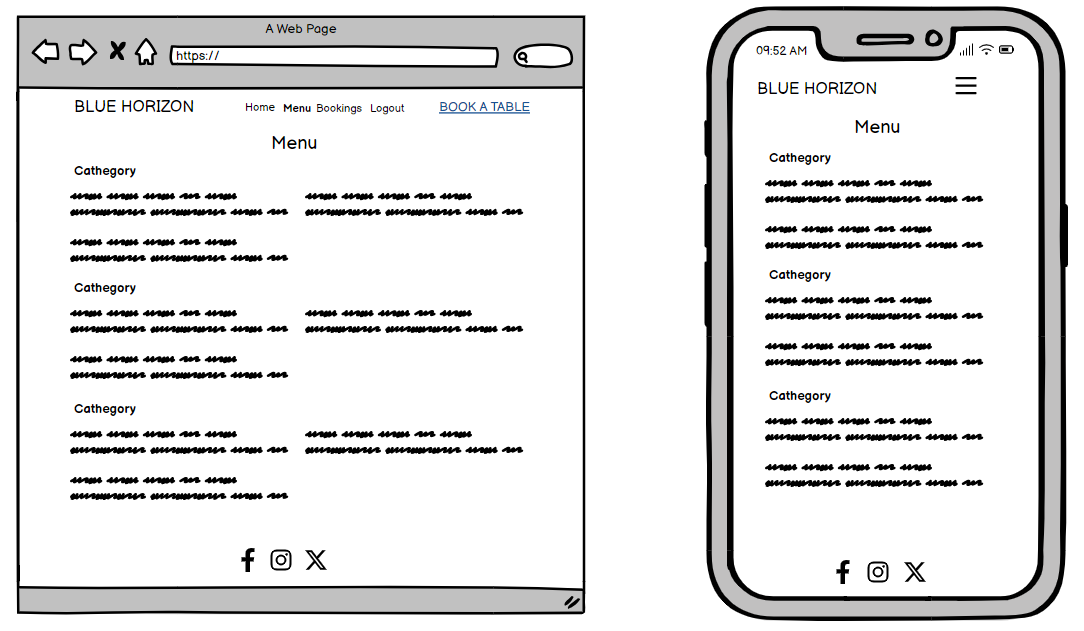 A Web Page
https://
BLUE HORIZON Home Menu Bookings Logout BOOK A TABLE
Menu
Cathegory
Cathegory
Cathegory
09:52 AM
BLUE HORIZON
Menu
Cathegory
Cathegory
Cathegory